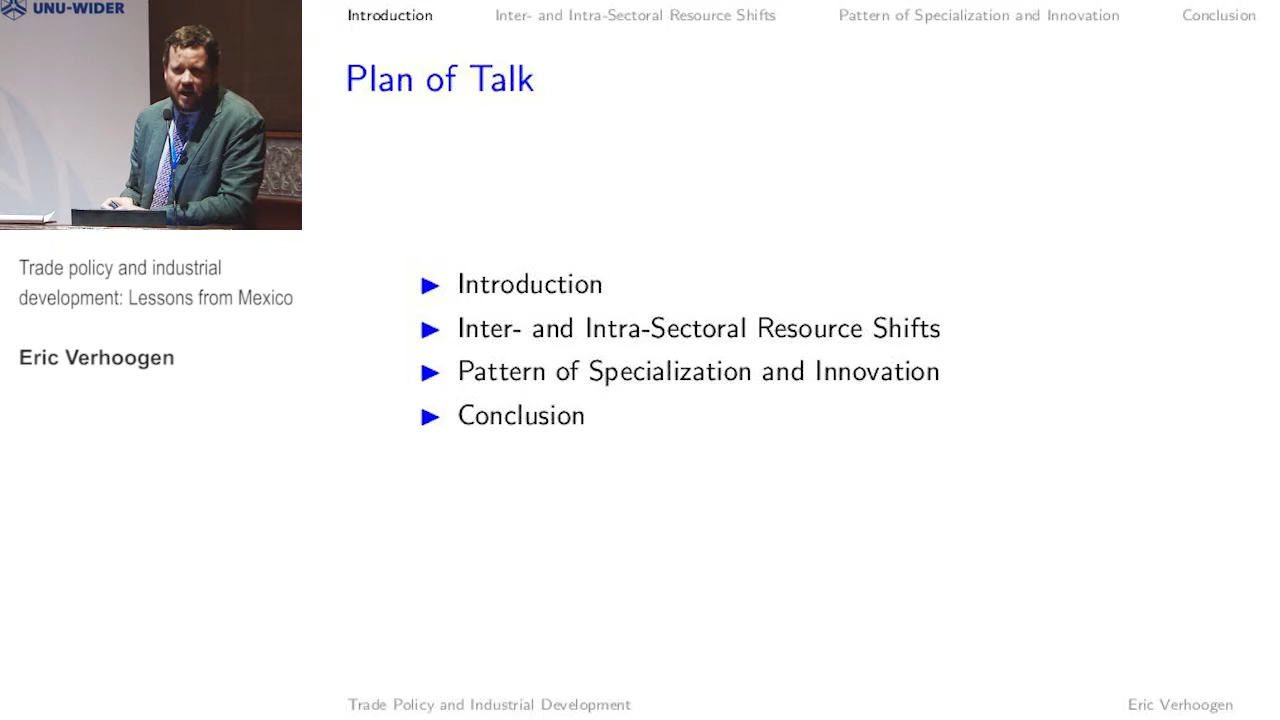 UNU-WIDER
Introduction
Inter- and Intra-Sectoral Resource Shifts
Pattern of Specialization and Innovation
Conclusion
Plan of Talk
Introduction
Inter- and Intra-Sectoral Resource Shifts
Pattern of Specialization and Innovation
Conclusion
Trade policy and industrial
development: Lessons from Mexico
Eric Verhoogen
Trade Policy and Industrial Development
Eric Verhoogen